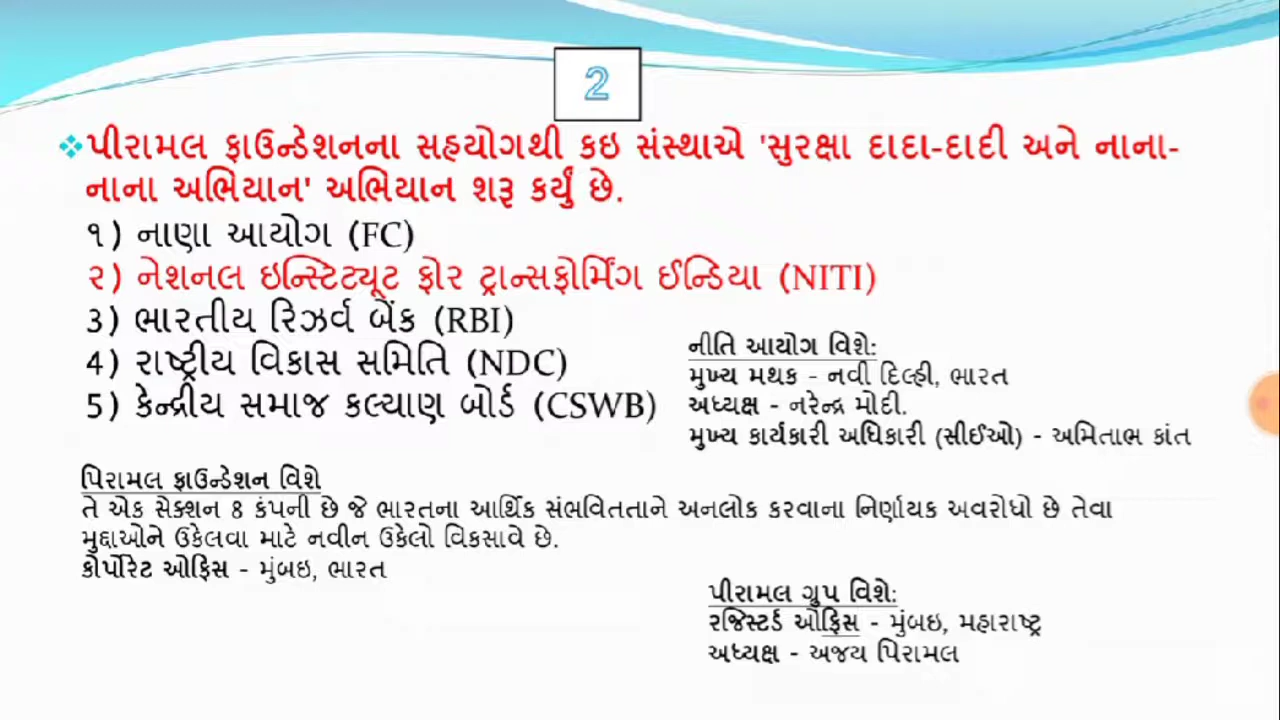 2
પીરામલ ફાઉન્ડેશનના સહયોગથી કઇ સંસ્થાએ 'સુરક્ષા દાદા-દાદી અને નાના-
નાના અભિયાન' અભિયાન શરૂ કર્યું છે.
૧) નાણા આયોગ (FC)
૨) નેશનલ ઇન્સ્ટિટ્યૂટ ફોર ટ્રાન્સફોર્મિંગ ઈન્ડિયા (NITI)
3) ભારતીય રિઝર્વ બેંક (RBI)
4) રાષ્ટ્રીય વિકાસ સમિતિ (NDC)
5) કેન્દ્રીય સમાજ કલ્યાણ બોર્ડ (CSWB)
નીતિ આયોગ વિશે:
મુખ્ય મથક - નવી દિલ્હી, ભારત
અધ્યક્ષ - નરેન્દ્ર મોદી.
મુખ્ય કાર્યકારી અધિકારી (સીઈઓ) - અમિતાભ કાંત
પિરામલ ફાઉન્ડેશન વિશે
તે એક સેક્શન 8 કંપની છે જે ભારતના આર્થિક સંભવિતતાને અનલોક કરવાના નિર્ણાયક અવરોધો છે તેવા
મુદ્દાઓને ઉકેલવા માટે નવીન ઉકેલો વિકસાવે છે.
કોર્પોરેટ ઓફિસ - મુંબઇ, ભારત
પીરામલ ગ્રુપ વિશે:
રજિસ્ટર્ડ ઓફિસ - મુંબઇ, મહારાષ્ટ્ર
અધ્યક્ષ - અજય પિરામલ